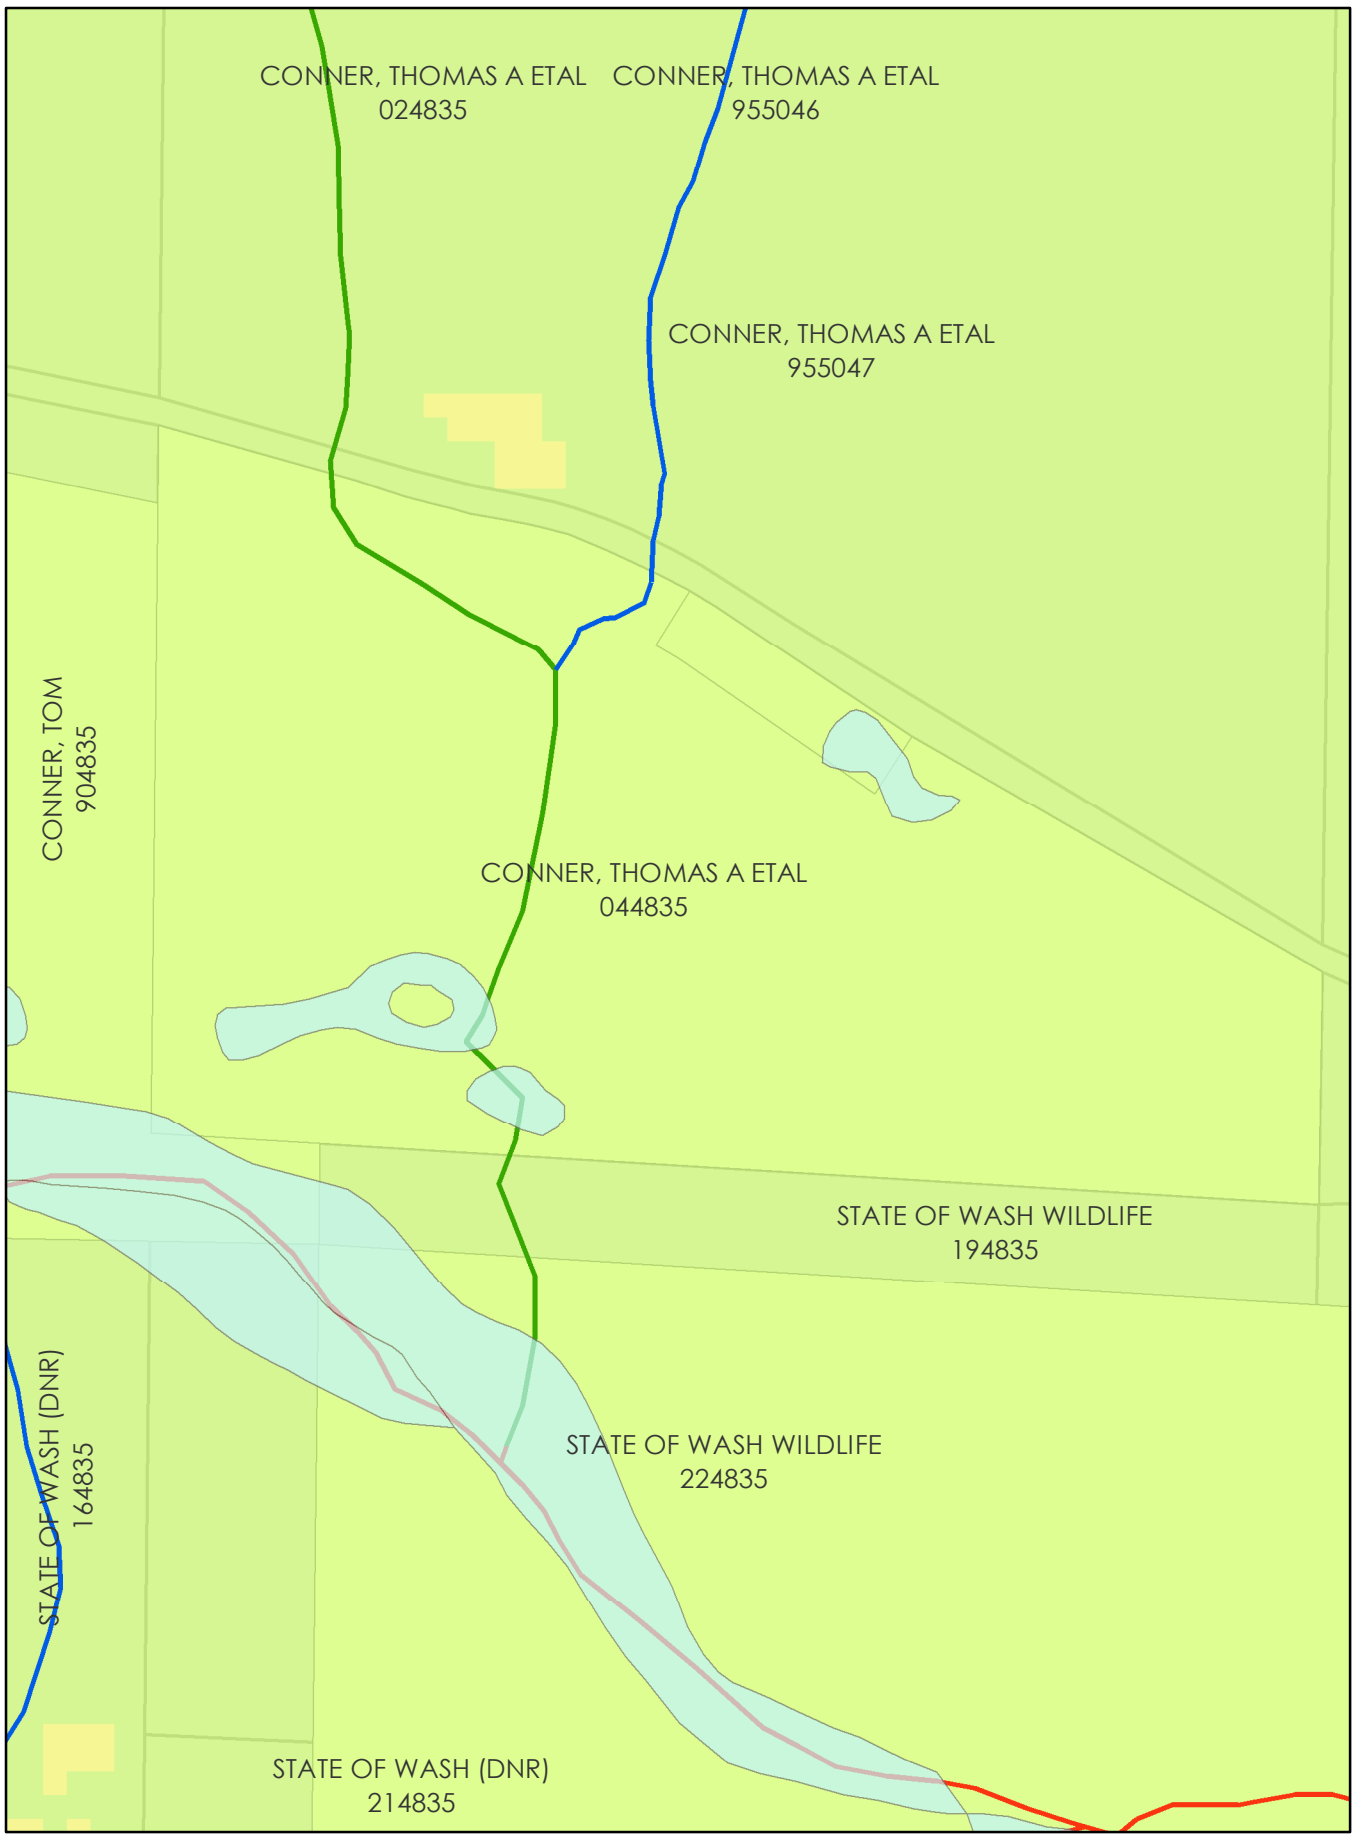 CONNER, THOMAS A ETAL
024835
CONNER, THOMAS A ETAL
955046
CONNER, THOMAS A ETAL
955047
CONNER, TOM
904835
CONNER, THOMAS A ETAL
044835
STATE OF WASH WILDLIFE
194835
STATE OF WASH (DNR)
164835
STATE OF WASH WILDLIFE
224835
STATE OF WASH (DNR)
214835